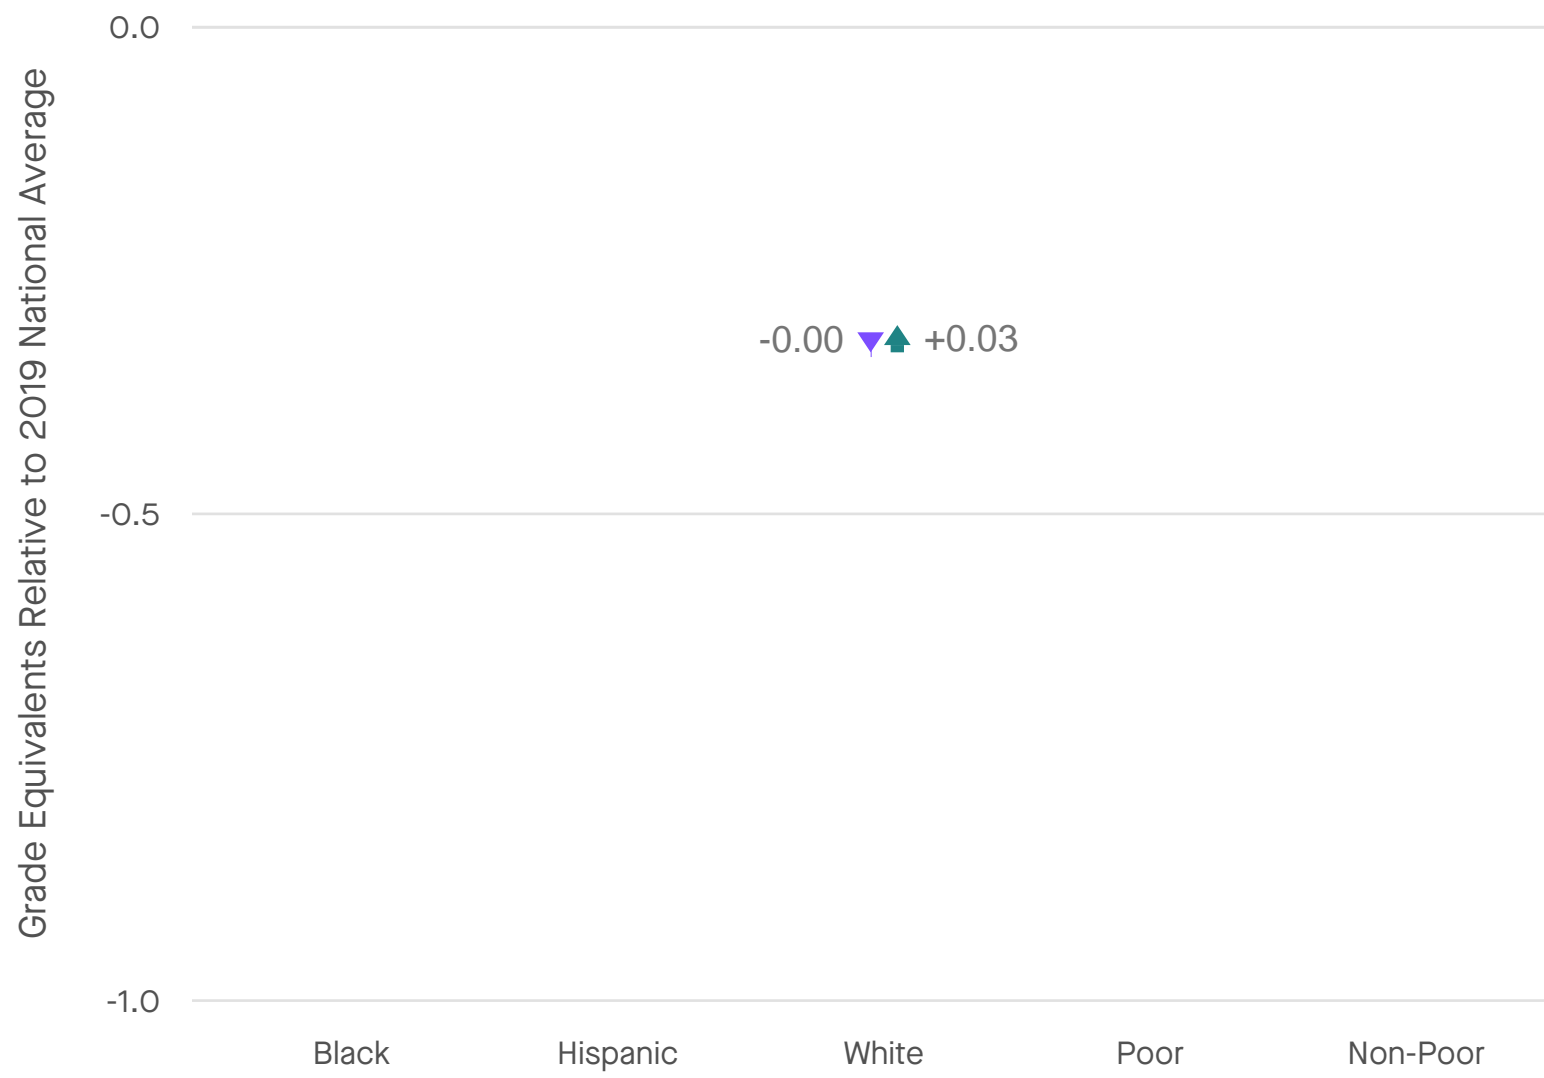 Grade Equivalents Relative to 2019 National Average
0.0
-0.00 +0.03
-0.5
-1.0
Black Hispanic White Poor Non-Poor